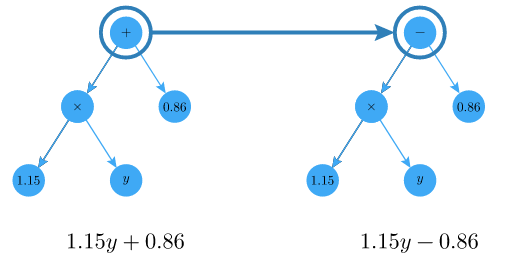 + −
× 0.86 × 0.86
1.15 y 1.15 y
1.15y + 0.86 1.15y − 0.86